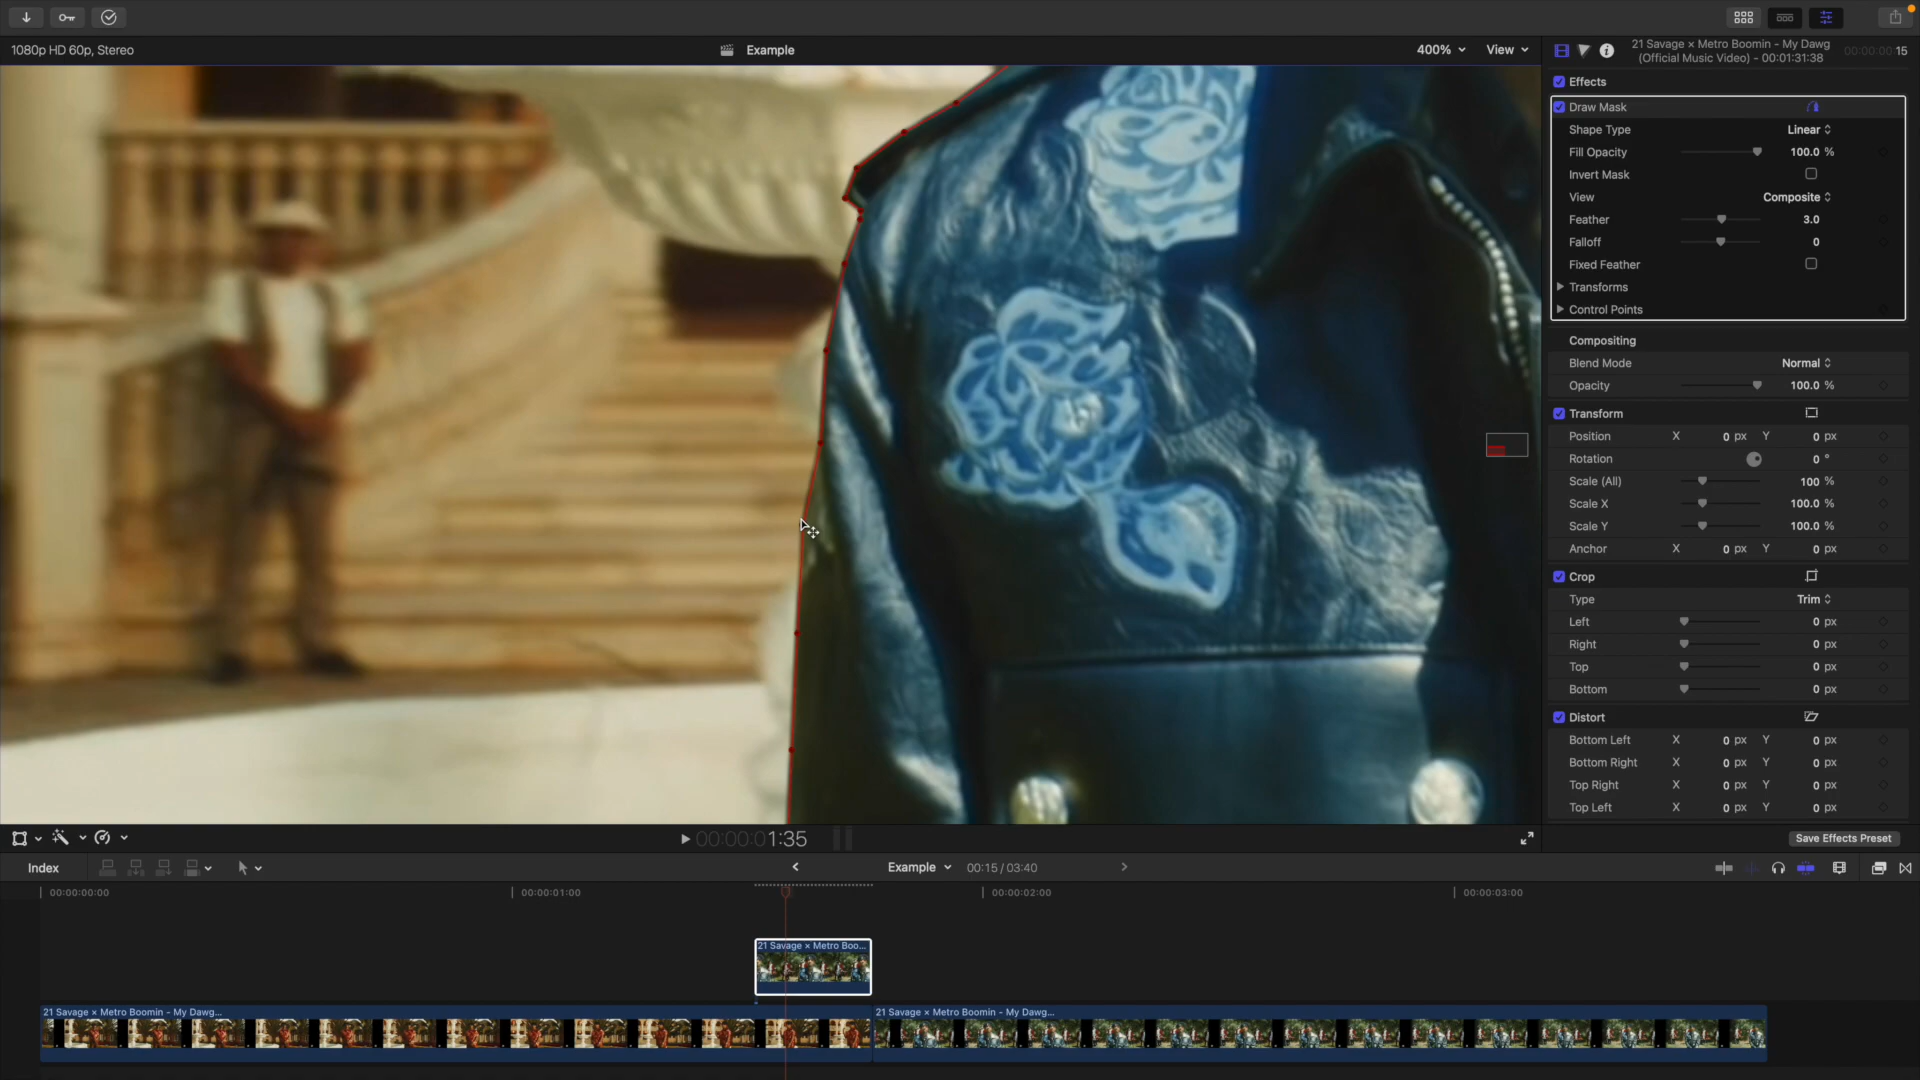 1080p HD 60p, Stereo
Example
400%
View
21 Savage × Metro Boomin - My Dawg
(Official Music Video) - 00:01:31:38
00:00:00:15
Effects
Draw Mask
Shape Type
Linear
Fill Opacity
100.0 %
Invert Mask
View
Composite
Feather
3.0
Falloff
0
Fixed Feather
Transforms
Control Points
Compositing
Blend Mode
Normal
Opacity
100.0 %
Transform
Position X 0 px Y 0 px
Rotation
0 °
Scale (All)
100 %
Scale X
100.0 %
Scale Y
100.0 %
Anchor X 0 px Y 0 px
Crop
Type
Trim
Left
0 px
Right
0 px
Top
0 px
Bottom
0 px
Distort
Bottom Left X 0 px Y 0 px
Bottom Right X 0 px Y 0 px
Top Right X 0 px Y 0 px
Top Left X 0 px Y 0 px
00:00:01:35
Save Effects Preset
Index
Example
00:15 / 03:40
00:00:00:00
00:00:01:00
00:00:02:00
00:00:03:00
21 Savage × Metro Boo...
21 Savage × Metro Boomin - My Dawg...
21 Savage × Metro Boomin - My Dawg...